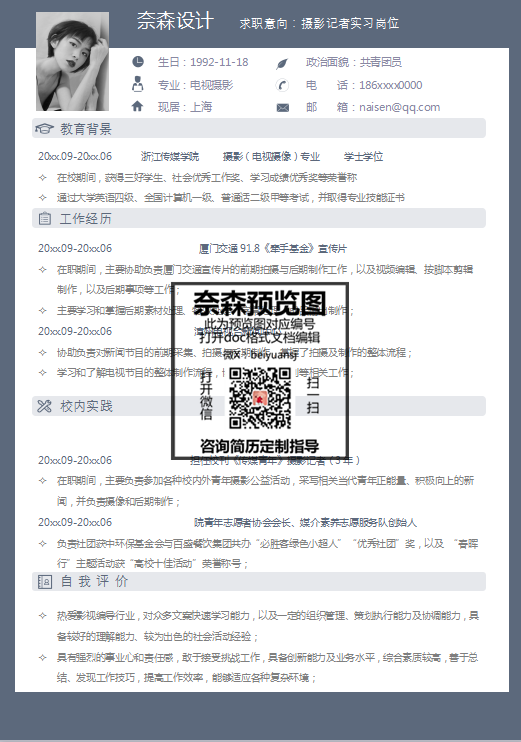 奈森设计 求职意向：摄影记者实习岗位
生日：1992-11-18 政治面貌：共青团员
专业：电视摄影 电 话：186xxxx0000
现居：上海 邮 箱：naisen@qq.com
教育背景
20xx.09-20xx.06 浙江传媒学院 摄影（电视摄像）专业 学士学位
在校期间，获得三好学生、社会优秀工作奖、学习成绩优秀奖等荣誉称
通过大学英语四级、全国计算机一级、普通话二级甲等考试，并取得专业技能证书
工作经历
20xx.09-20xx.06 厦门交通 91.8《牵手基金》宣传片
在职期间，主要协助负责厦门交通宣传片的前期拍摄与后期制作工作，以及视频编辑、按脚本剪辑
制作，以及后期事项等工作；
主要学习和掌握后期素材处理、
制作；
20xx.09-20xx.06
协助负责对新闻节目的前期采集、拍摄与后期制作，掌握了拍摄及制作的整体流程；
学习和了解电视节目的整体制作流程，
等相关工作；
奈森预览图
此为预览图对应编号
打开doc格式文档编辑
微X：beiyuansj
打开微信
扫一扫
咨询简历定制指导
校内实践
20xx.09-20xx.06 担任校刊《传媒青年》摄影记者（3 年）
在职期间，主要负责参加各种校内外青年摄影公益活动，采写相关当代青年正能量、积极向上的新
闻，并负责摄像和后期制作；
20xx.09-20xx.06 院青年志愿者协会会长、媒介素养志愿服务队创始人
负责社团获中环保基金会与百盛餐饮集团共办“必胜客绿色小超人”“优秀社团”奖，以及 “春晖
行”主题活动获“高校十佳活动”荣誉称号；
自我评价
热爱影视编导行业，对众多文案快速学习能力，以及一定的组织管理、策划执行能力及协调能力，具
备较好的理解能力、较为出色的社会活动经验；
具有强烈的事业心和责任感，敢于接受挑战工作，具备创新能力及业务水平，综合素质较高，善于总
结、发现工作技巧，提高工作效率，能够适应各种复杂环境；